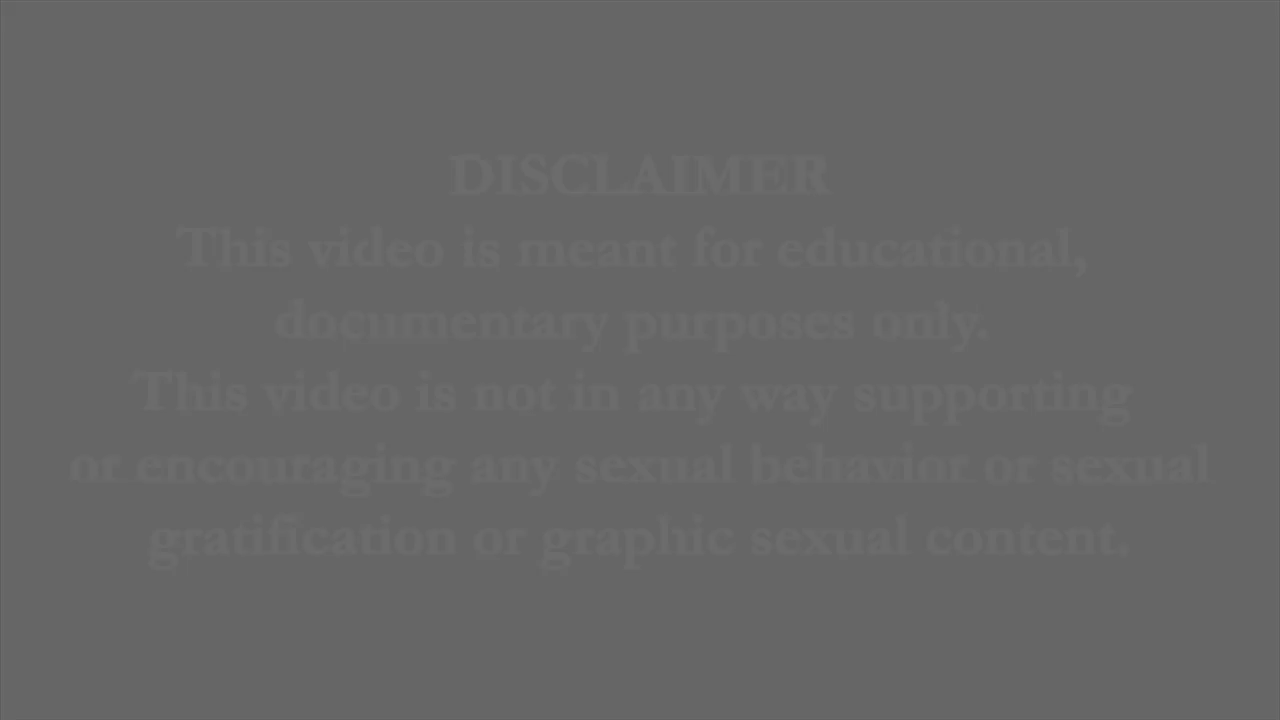 DISCLAIMER
This video is meant for educational,
documentary purposes only.
This video is not in any way supporting
or encouraging any sexual behavior or sexual
gratification or graphic sexual content.